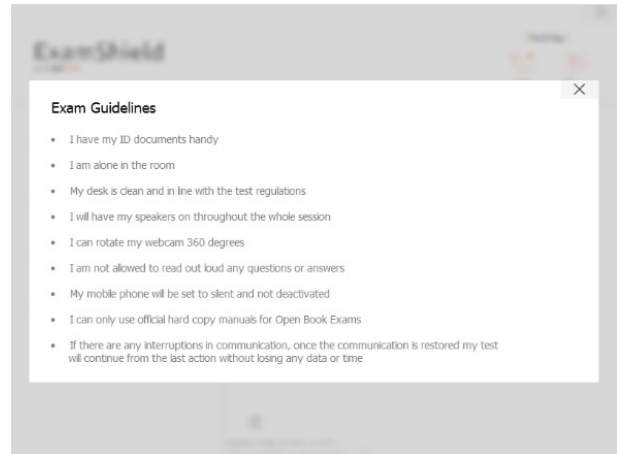 ExamShield
Exam Guidelines
• I have my ID documents handy
• I am alone in the room
• My desk is clean and in line with the test regulations
• I will have my speakers on throughout the whole session
• I can rotate my webcam 360 degrees
• I am not allowed to read out loud any questions or answers
• My mobile phone will be set to silent and not deactivated
• I can only use official hard copy manuals for Open Book Exams
• If there are any interruptions in communication, once the communication is restored my test
will continue from the last action without losing any data or time